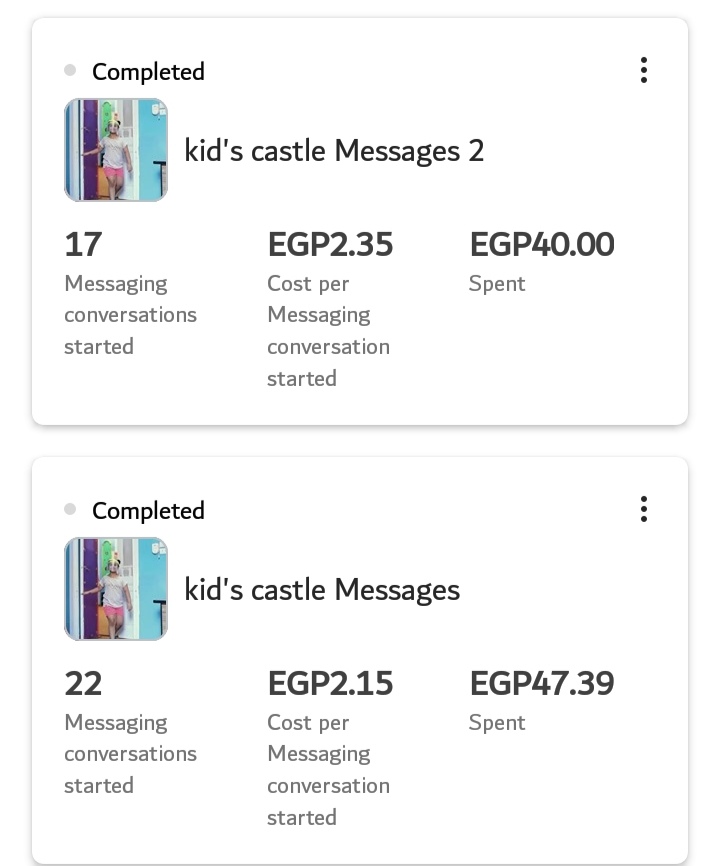 Completed
kid's castle Messages 2
17
EGP2.35
EGP40.00
Messaging
conversations
started
Cost per
Messaging
conversation
started
Spent
Completed
kid's castle Messages
22
EGP2.15
EGP47.39
Messaging
conversations
started
Cost per
Messaging
conversation
started
Spent